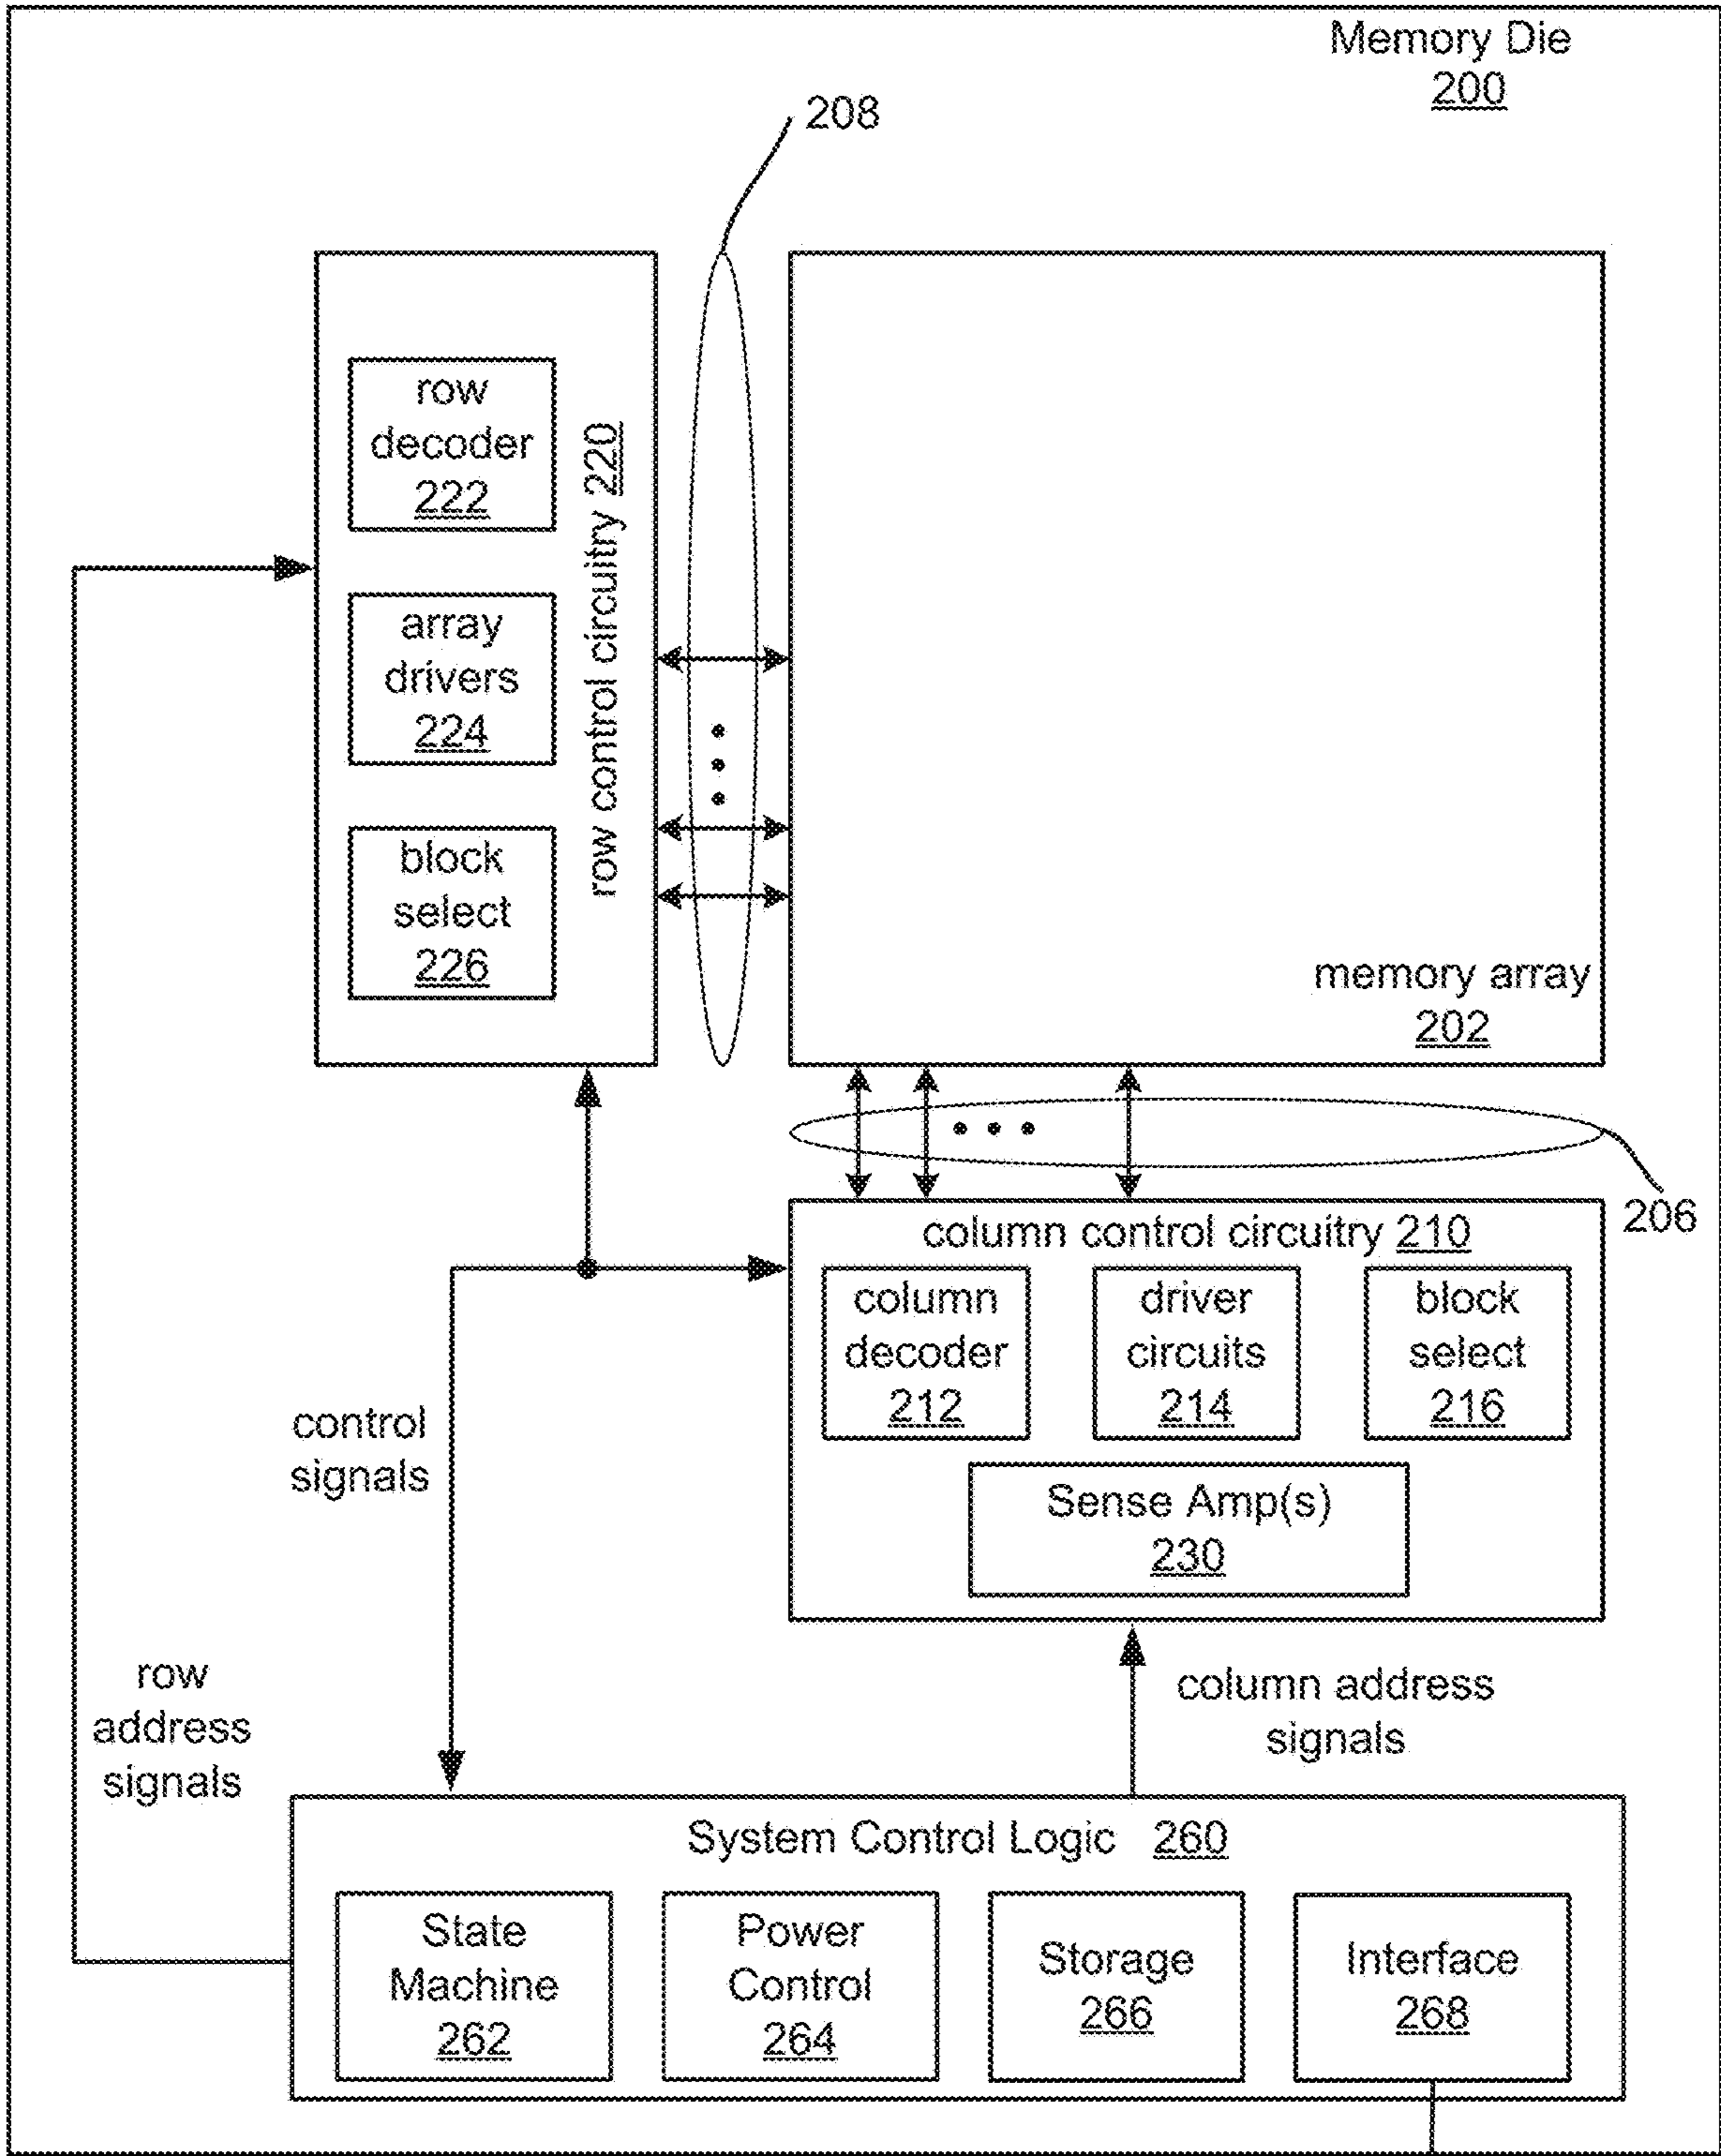 Memory Die
200
208
row
decoder
222
array
drivers
224
block
select
226
row control circuitry 220
memory array
202
206
column control circuitry 210
column
decoder
212
driver
circuits
214
block
select
216
Sense Amp(s)
230
control
signals
row
address
signals
column address
signals
System Control Logic 260
State
Machine
262
Power
Control
264
Storage
266
Interface
268